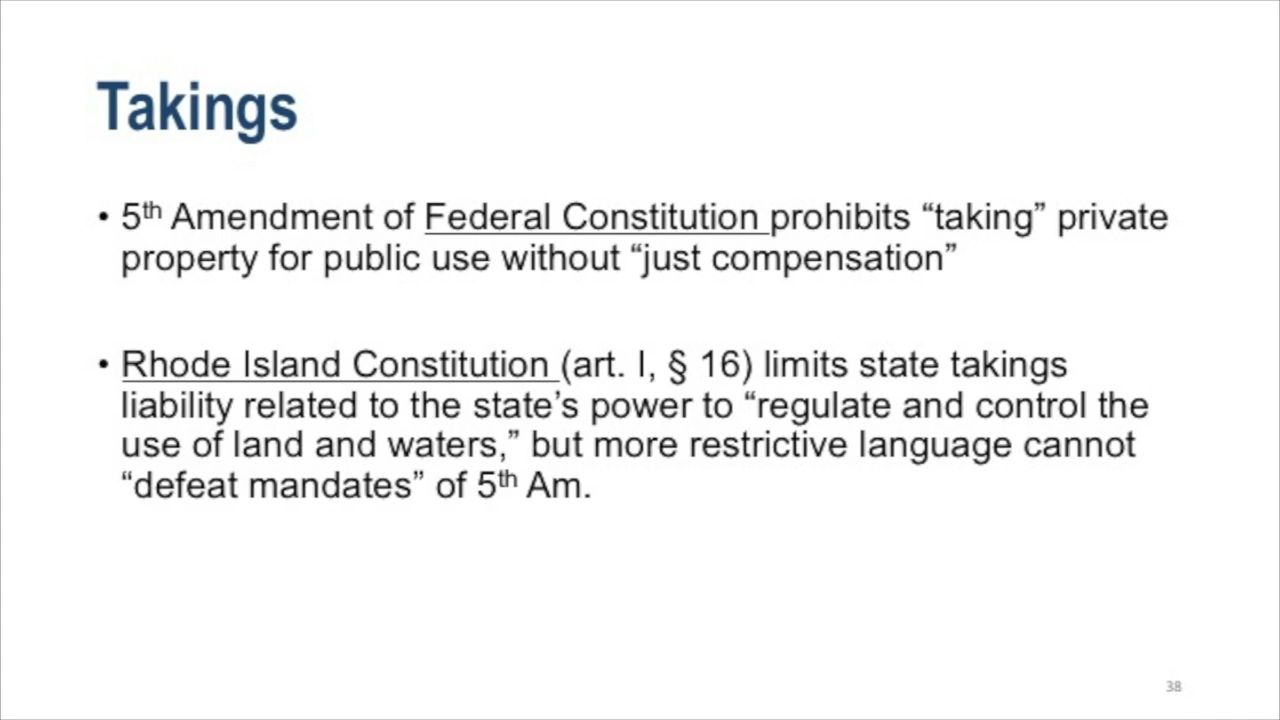 Takings
• 5th Amendment of Federal Constitution prohibits “taking” private
property for public use without “just compensation”
• Rhode Island Constitution (art. I, § 16) limits state takings
liability related to the state’s power to “regulate and control the
use of land and waters,” but more restrictive language cannot
“defeat mandates” of 5th Am.
38